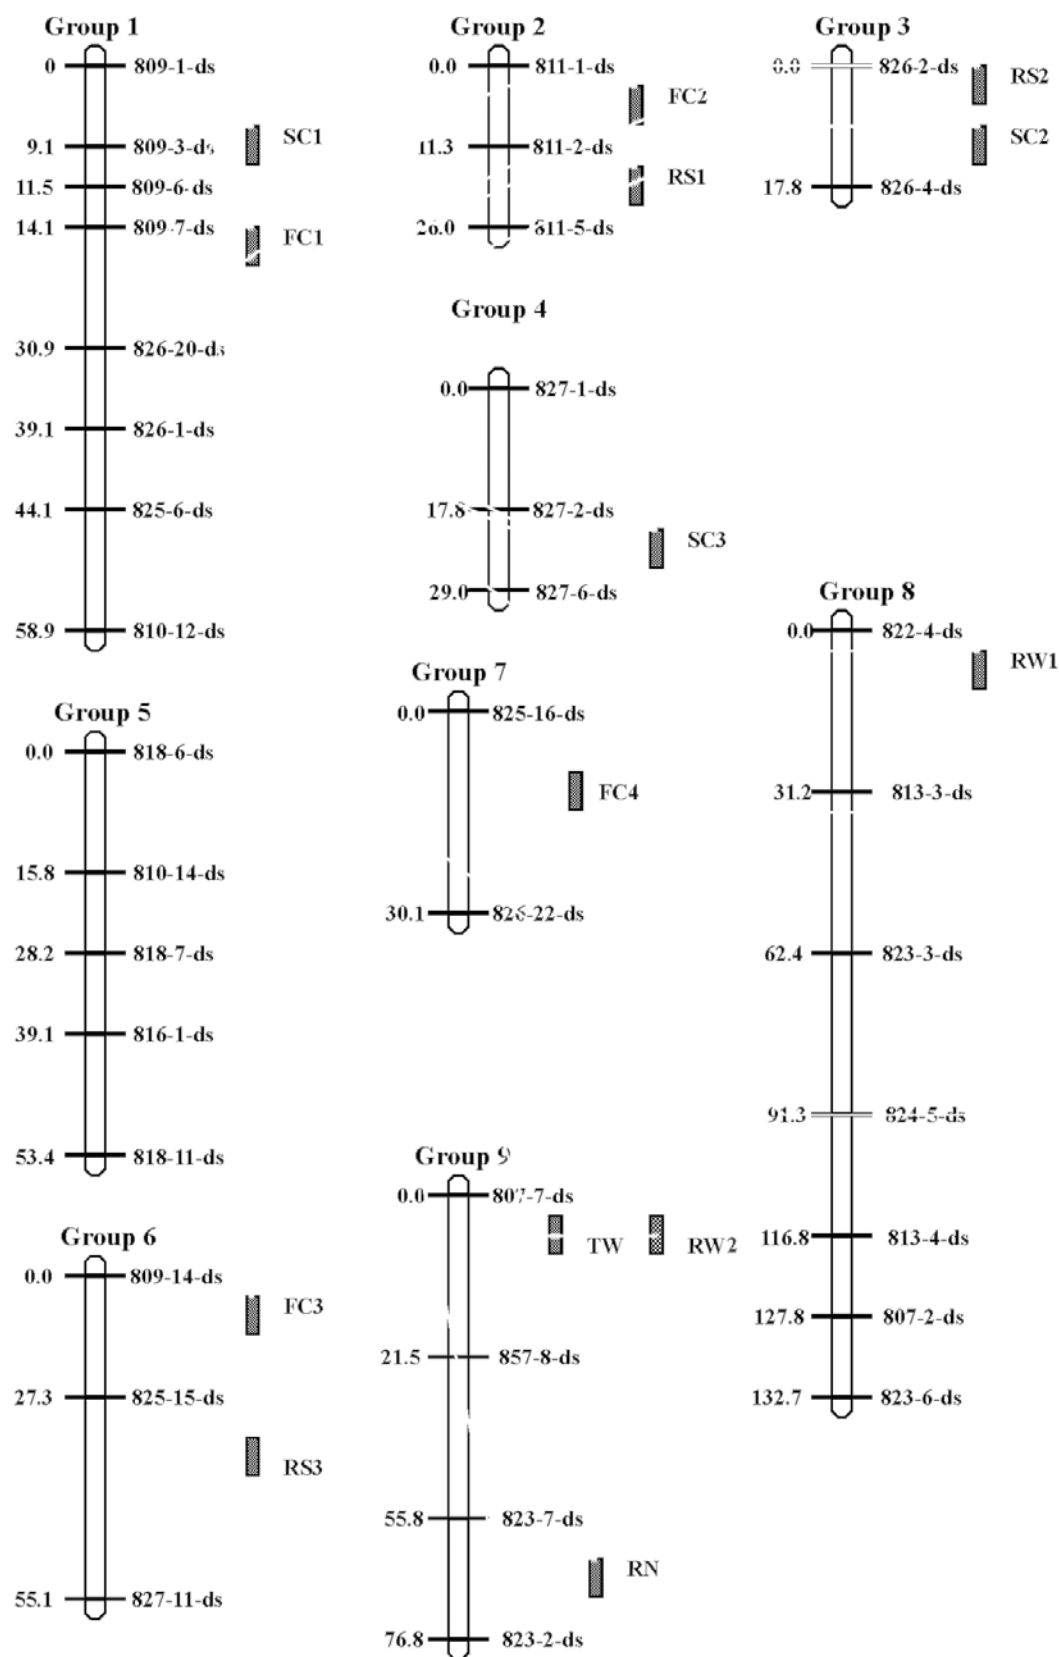 Group 1
0 809-1-ds
SC1
9.1 809-3-ds
11.5 809-6-ds
14.1 809-7-ds
FC1
30.9 826-20-ds
39.1 826-1-ds
44.1 825-6-ds
58.9 810-12-ds
Group 2
0.0 811-1-ds
FC2
11.3 811-2-ds
RS1
26.0 811-5-ds
Group 3
0.0 826-2-ds
RS2
SC2
17.8 826-4-ds
Group 4
0.0 827-1-ds
17.8 827-2-ds
SC3
29.0 827-6-ds
Group 5
0.0 818-6-ds
15.8 810-14-ds
28.2 818-7-ds
39.1 816-1-ds
53.4 818-11-ds
Group 6
0.0 809-14-ds
FC3
27.3 825-15-ds
RS3
55.1 827-11-ds
Group 7
0.0 825-16-ds
FC4
30.1 826-22-ds
Group 8
0.0 822-4-ds
RW1
31.2 813-3-ds
62.4 823-3-ds
91.3 824-5-ds
116.8 813-4-ds
127.8 807-2-ds
132.7 823-6-ds
Group 9
0.0 807-7-ds
TW RW2
21.5 857-8-ds
55.8 823-7-ds
RN
76.8 823-2-ds